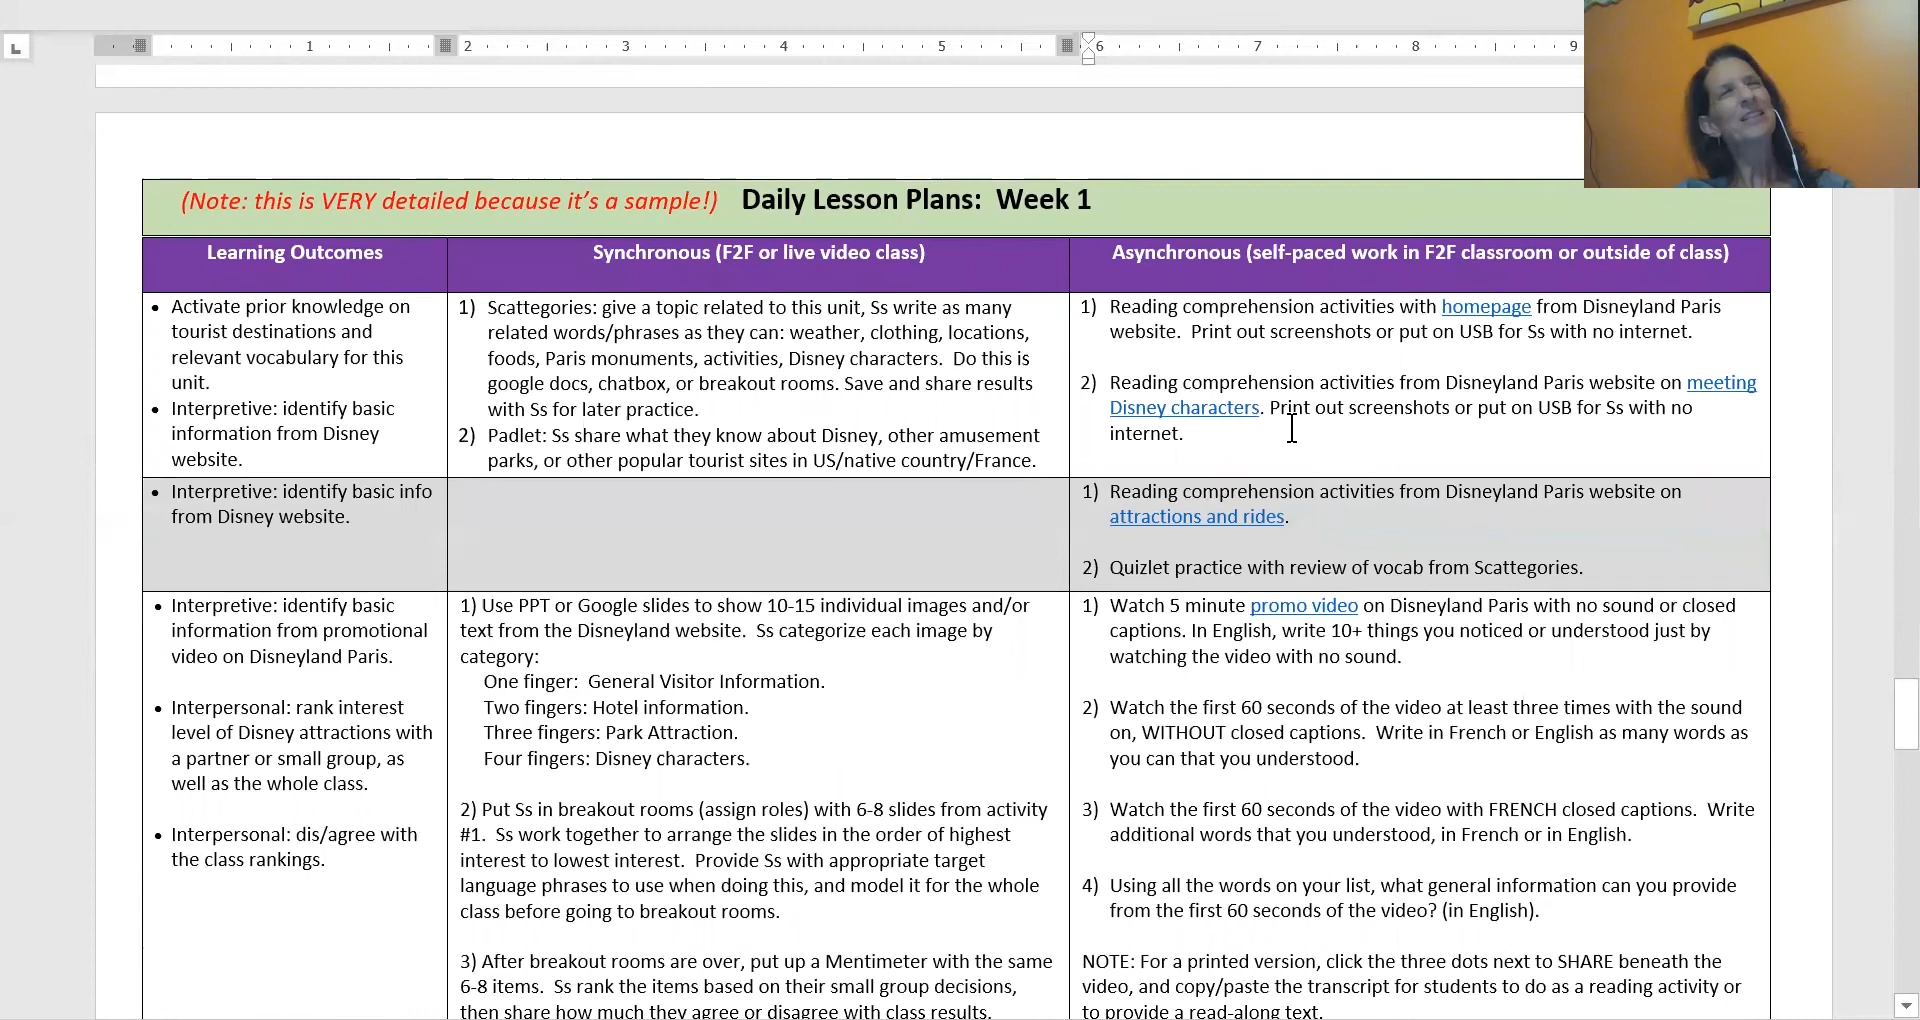 1 2 3 4 5 6 7 8 9
(Note: this is VERY detailed because it's a sample!) Daily Lesson Plans: Week 1
Learning Outcomes
Synchronous (F2F or live video class)
Asynchronous (self-paced work in F2F classroom or outside of class)
• Activate prior knowledge on
tourist destinations and
relevant vocabulary for this
unit.
• Interpretive: identify basic
information from Disney
website.
1) Scattegories: give a topic related to this unit, Ss write as many
related words/phrases as they can: weather, clothing, locations,
foods, Paris monuments, activities, Disney characters. Do this is
google docs, chatbox, or breakout rooms. Save and share results
with Ss for later practice.
2) Padlet: Ss share what they know about Disney, other amusement
parks, or other popular tourist sites in US/native country/France.
1) Reading comprehension activities with homepage from Disneyland Paris
website. Print out screenshots or put on USB for Ss with no internet.
2) Reading comprehension activities from Disneyland Paris website on meeting
Disney characters. Print out screenshots or put on USB for Ss with no
internet.
• Interpretive: identify basic info
from Disney website.
1) Reading comprehension activities from Disneyland Paris website on
attractions and rides.
2) Quizlet practice with review of vocab from Scattegories.
• Interpretive: identify basic
information from promotional
video on Disneyland Paris.
• Interpersonal: rank interest
level of Disney attractions with
a partner or small group, as
well as the whole class.
• Interpersonal: dis/agree with
the class rankings.
1) Use PPT or Google slides to show 10-15 individual images and/or
text from the Disneyland website. Ss categorize each image by
category:
One finger: General Visitor Information.
Two fingers: Hotel information.
Three fingers: Park Attraction.
Four fingers: Disney characters.
2) Put Ss in breakout rooms (assign roles) with 6-8 slides from activity
#1. Ss work together to arrange the slides in the order of highest
interest to lowest interest. Provide Ss with appropriate target
language phrases to use when doing this, and model it for the whole
class before going to breakout rooms.
3) After breakout rooms are over, put up a Mentimeter with the same
6-8 items. Ss rank the items based on their small group decisions,
then share how much they agree or disagree with class results.
1) Watch 5 minute promo video on Disneyland Paris with no sound or closed
captions. In English, write 10+ things you noticed or understood just by
watching the video with no sound.
2) Watch the first 60 seconds of the video at least three times with the sound
on, WITHOUT closed captions. Write in French or English as many words as
you can that you understood.
3) Watch the first 60 seconds of the video with FRENCH closed captions. Write
additional words that you understood, in French or in English.
4) Using all the words on your list, what general information can you provide
from the first 60 seconds of the video? (in English).
NOTE: For a printed version, click the three dots next to SHARE beneath the
video, and copy/paste the transcript for students to do as a reading activity or
to provide a read-along text.